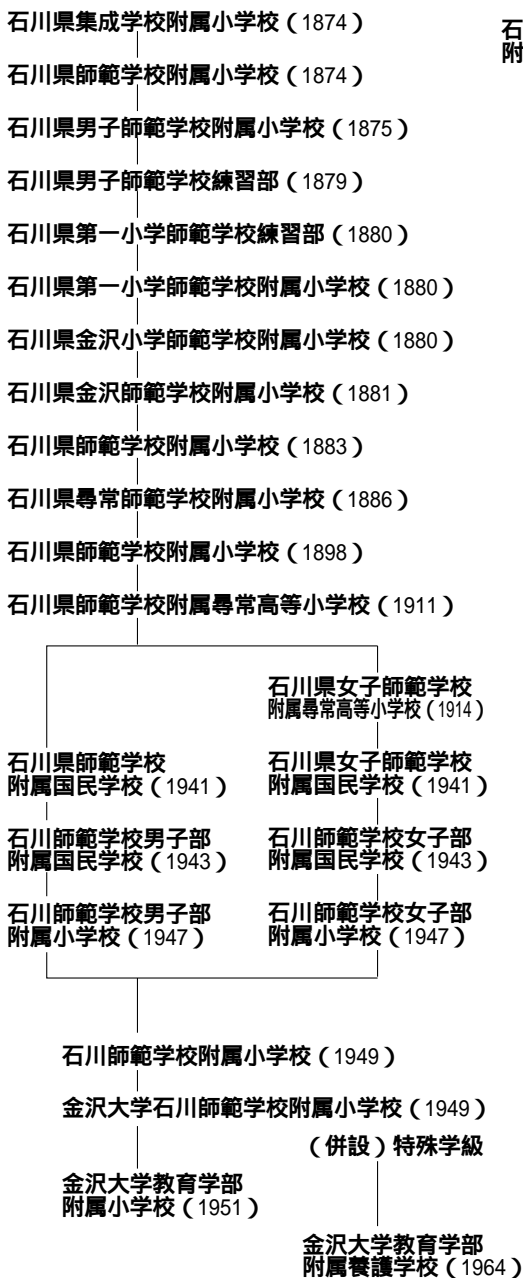 石川県集成学校附属小学校（1874）
石附
石川県師範学校附属小学校（1874）
石川県男子師範学校附属小学校（1875）
石川県男子師範学校練習部（1879）
石川県第一小学師範学校練習部（1880）
石川県第一小学師範学校附属小学校（1880）
石川県金沢小学師範学校附属小学校（1880）
石川県金沢師範学校附属小学校（1881）
石川県師範学校附属小学校（1883）
石川県尋常師範学校附属小学校（1886）
石川県師範学校附属小学校（1898）
石川県師範学校附属尋常高等小学校（1911）
石川県女子師範学校
附属尋常高等小学校（1914）
石川県師範学校
附属国民学校（1941）
石川県女子師範学校
附属国民学校（1941）
石川師範学校男子部
附属国民学校（1943）
石川師範学校女子部
附属国民学校（1943）
石川師範学校男子部
附属小学校（1947）
石川師範学校女子部
附属小学校（1947）
石川師範学校附属小学校（1949）
金沢大学石川師範学校附属小学校（1949）
（併設）特殊学級
金沢大学教育学部
附属小学校（1951）
金沢大学教育学部
附属養護学校（1964）